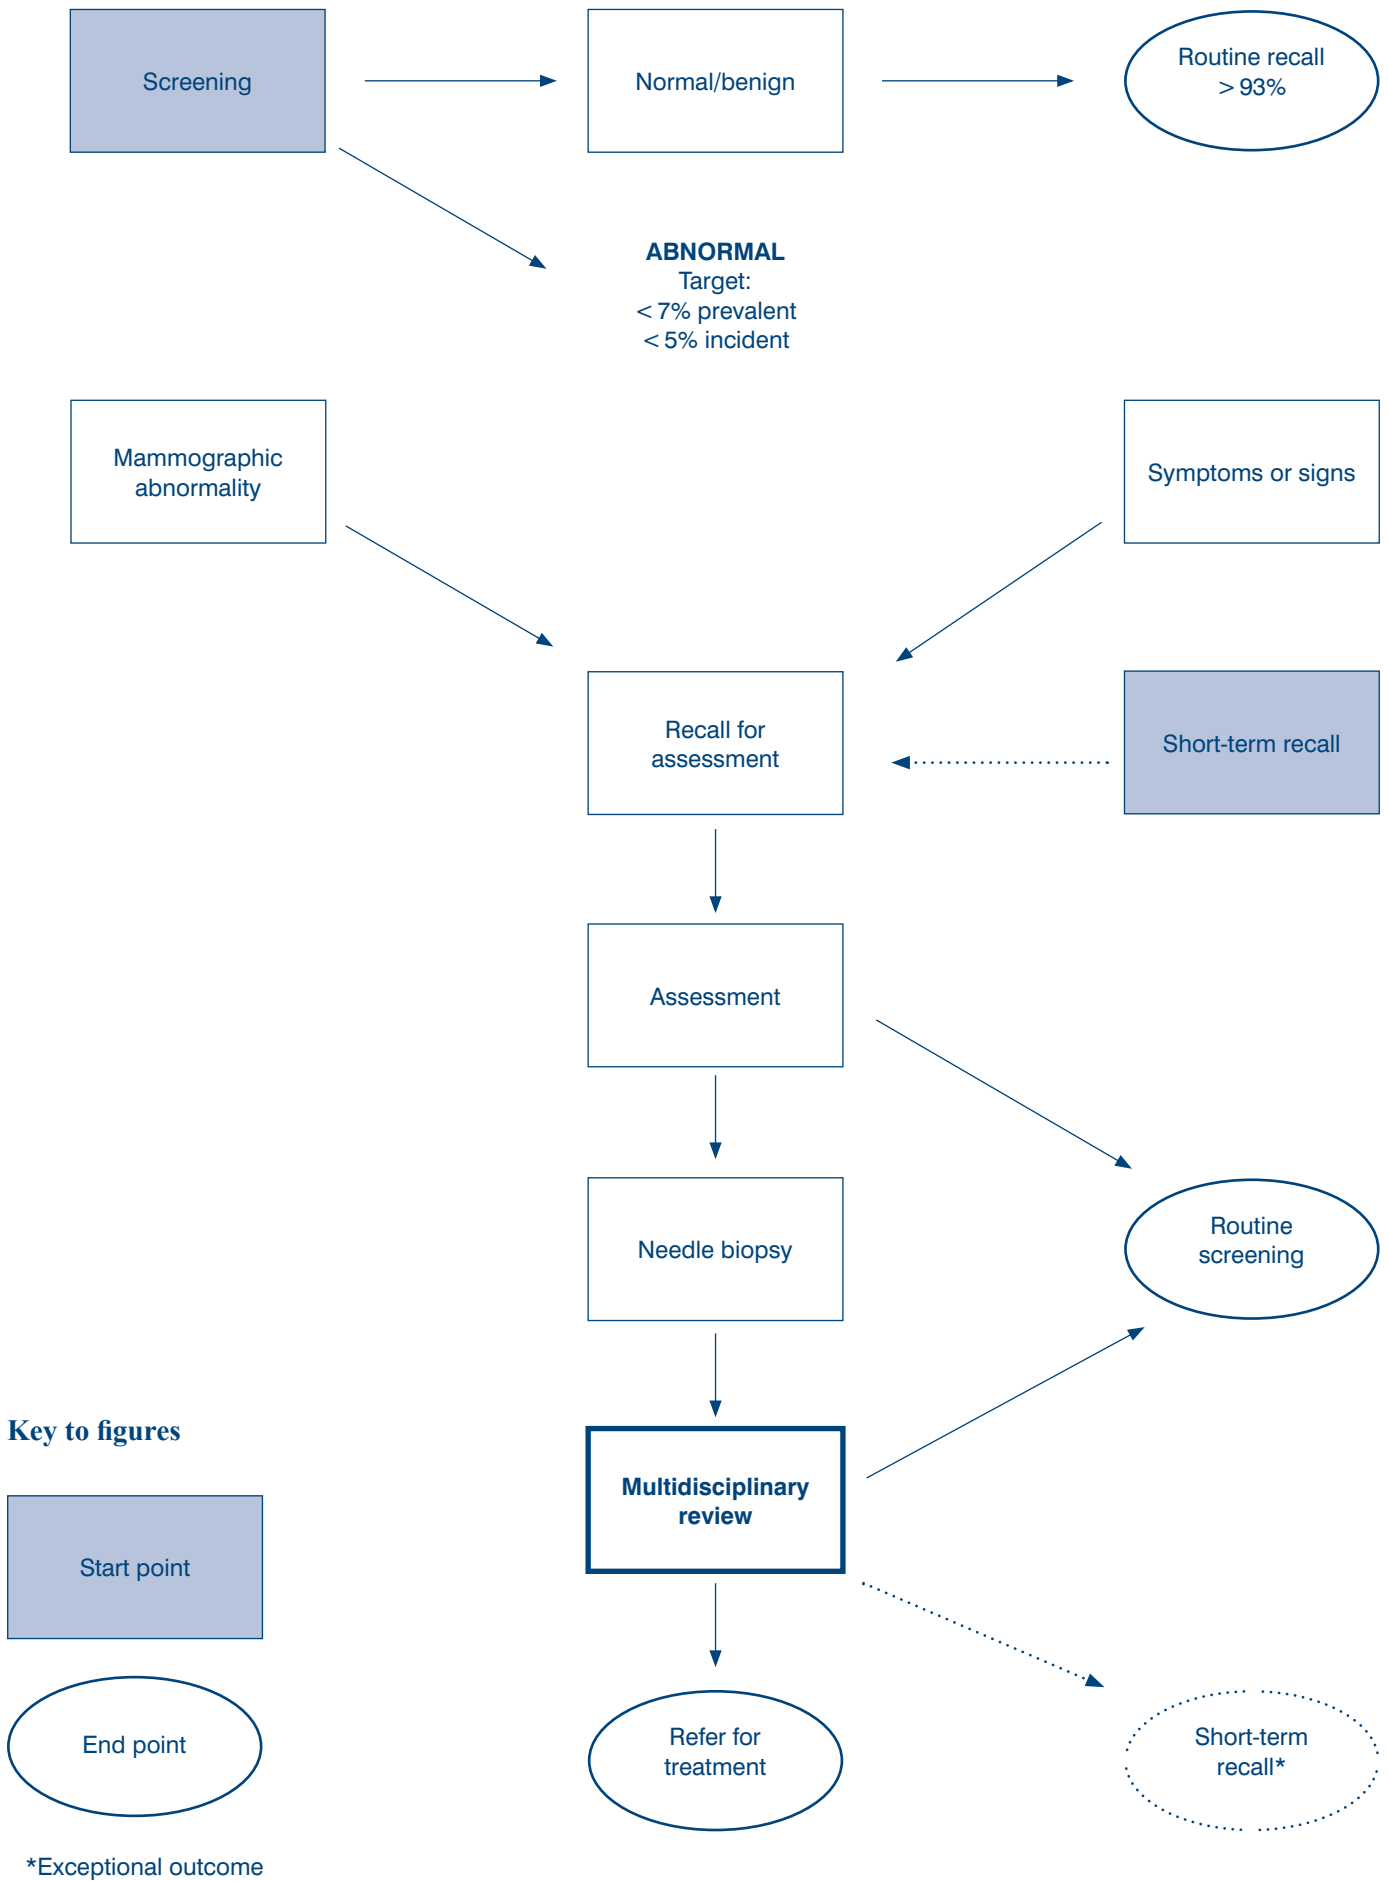 Screening
Normal/benign
Routine recall
> 93%
ABNORMAL
Target:
< 7% prevalent
< 5% incident
Mammographic
abnormality
Symptoms or signs
Recall for
assessment
Short-term recall
Assessment
Needle biopsy
Routine
screening
Multidisciplinary
review
Refer for
treatment
Short-term
recall*
Key to figures
Start point
End point
*Exceptional outcome